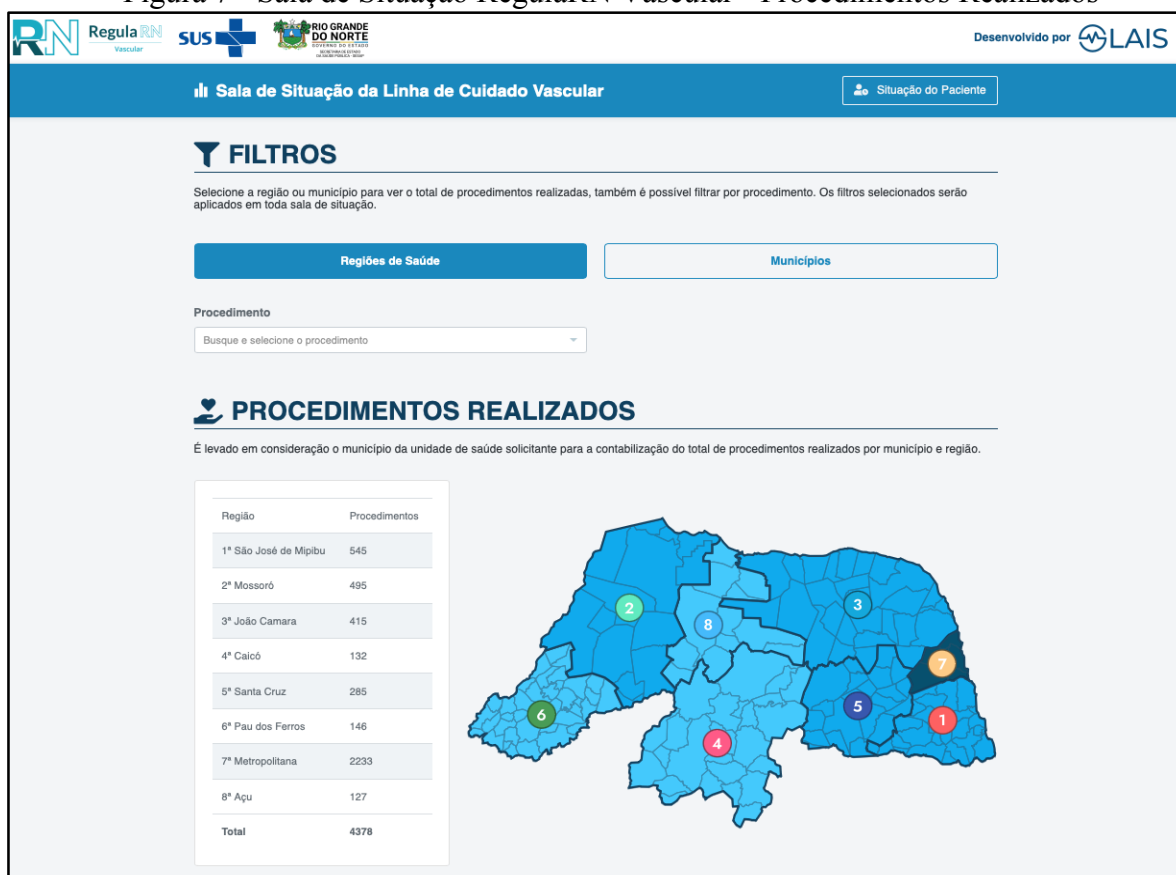 Figura 7 - Sala de Situação RegulaRN Vascular - Procedimentos Realizados
RN
Regula RN
Vascular
SUS
RIO GRANDE
DO NORTE
GOVERNO DO ESTADO
Desenvolvido por
LAIS
Sala de Situação da Linha de Cuidado Vascular
Situação do Paciente
FILTROS
Selecione a região ou município para ver o total de procedimentos realizadas, também é possível filtrar por procedimento. Os filtros selecionados serão
aplicados em toda sala de situação.
Regiões de Saúde
Municípios
Procedimento
Busque e selecione o procedimento
PROCEDIMENTOS REALIZADOS
É levado em consideração o município da unidade de saúde solicitante para a contabilização do total de procedimentos realizados por município e região.
Região Procedimentos
1ª São José de Mipibu 545
2ª Mossoró 495
3ª João Camara 415
4ª Caicó 132
5ª Santa Cruz 285
6ª Pau dos Ferros 146
7ª Metropolitana 2233
8ª Açu 127
Total 4378
2
3
8
7
5
6
1
4